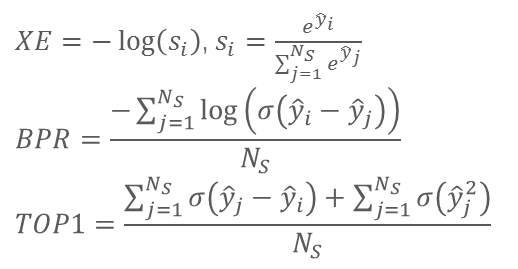 XE = − log(s_i), s_i = e^{ŷ_i} / ∑_{j=1}^{N_S} e^{ŷ_j}
BPR = −∑_{j=1}^{N_S} log(σ(ŷ_i − ŷ_j)) / N_S
TOP1 = ∑_{j=1}^{N_S} σ(ŷ_j − ŷ_i) + ∑_{j=1}^{N_S} σ(ŷ_j^2) / N_S